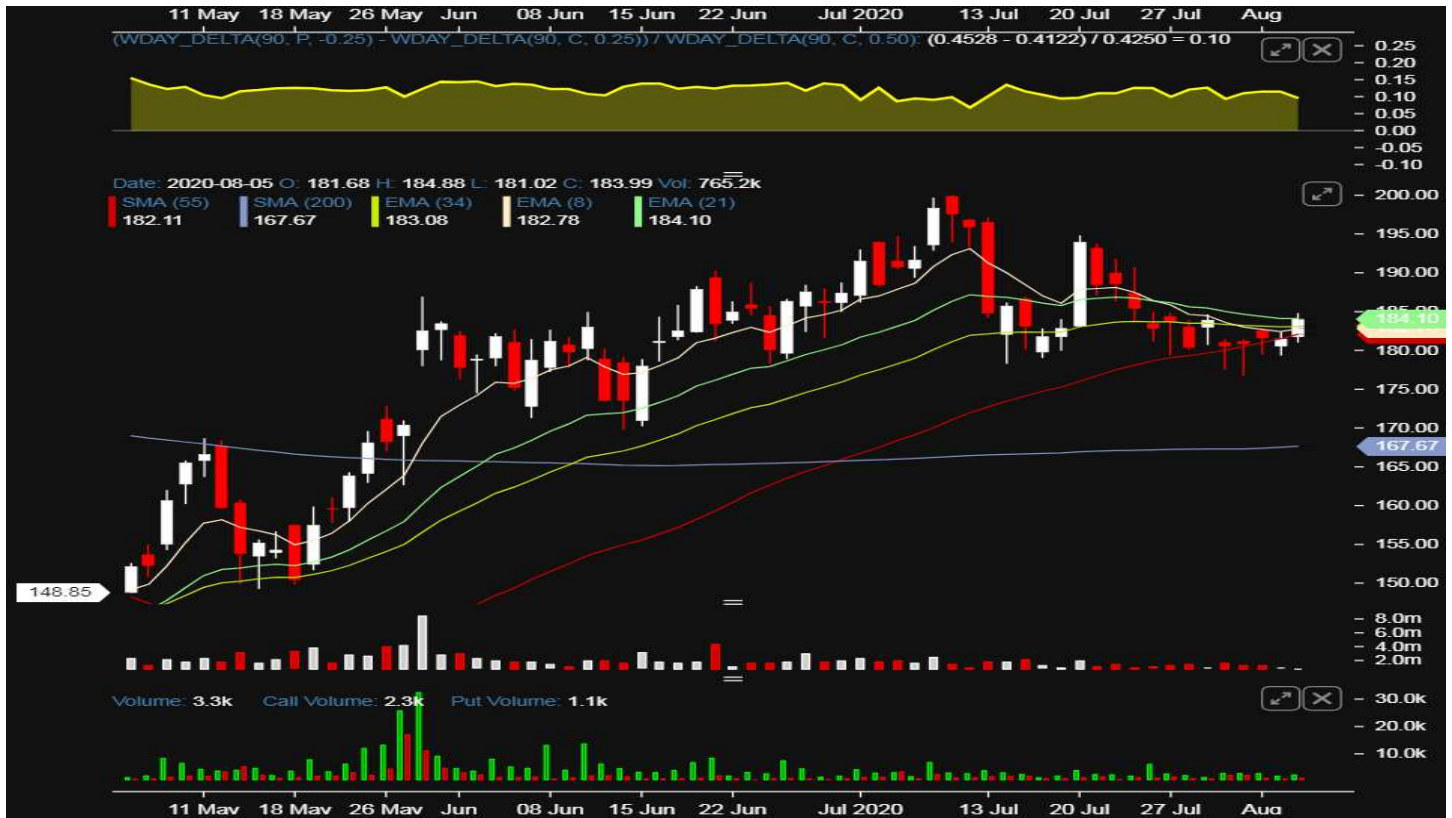 11 May 18 May 26 May Jun 08 Jun 15 Jun 22 Jun Jul 2020 13 Jul 20 Jul 27 Jul Aug
(WDAY_DELTA(90, P, -0.25) - WDAY_DELTA(90, C, 0.25)) / WDAY_DELTA(90, C, 0.50): (0.4528 - 0.4122) / 0.4250 = 0.10
0.25
0.20
0.15
0.10
0.05
0.00
-0.05
-0.10
Date: 2020-08-05 O: 181.68 H: 184.88 L: 181.02 C: 183.99 Vol: 765.2k
SMA (55) SMA (200) EMA (34) EMA (8) EMA (21)
182.11 167.67 183.08 182.78 184.10
200.00
195.00
190.00
185.00
184.10
180.00
175.00
170.00
167.67
165.00
160.00
155.00
150.00
148.85
8.0m
6.0m
4.0m
2.0m
Volume: 3.3k Call Volume: 2.3k Put Volume: 1.1k
30.0k
20.0k
10.0k
11 May 18 May 26 May Jun 08 Jun 15 Jun 22 Jun Jul 2020 13 Jul 20 Jul 27 Jul Aug